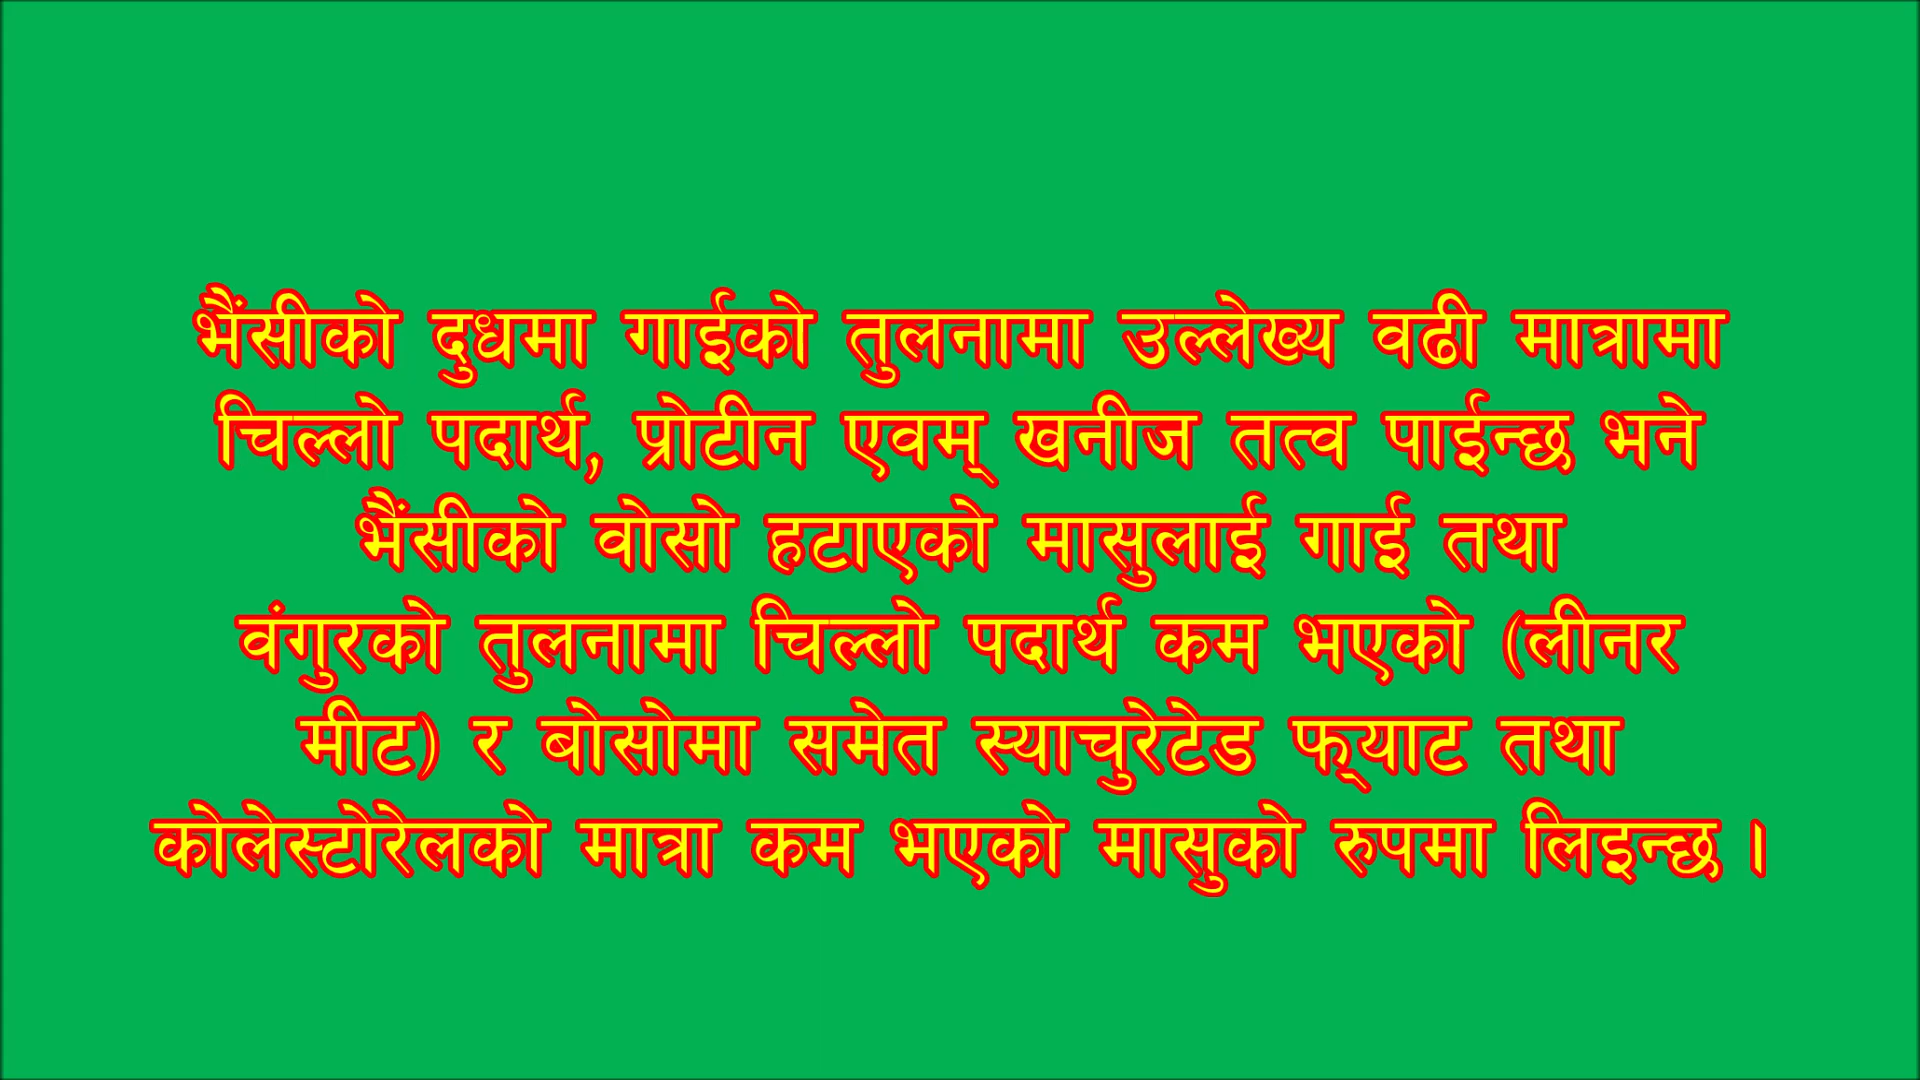 भैंसीको दुधमा गाईको तुलनामा उल्लेख्य वढी मात्रामा
चिल्लो पदार्थ, प्रोटीन एवम् खनीज तत्व पाईन्छ भने
भैंसीको वोसो हटाएको मासुलाई गाई तथा
वंगुरको तुलनामा चिल्लो पदार्थ कम भएको (लीनर
मीट) र बोसोमा समेत स्याचुरेटेड फ्याट तथा
कोलेस्टोरेलको मात्रा कम भएको मासुको रुपमा लिइन्छ ।